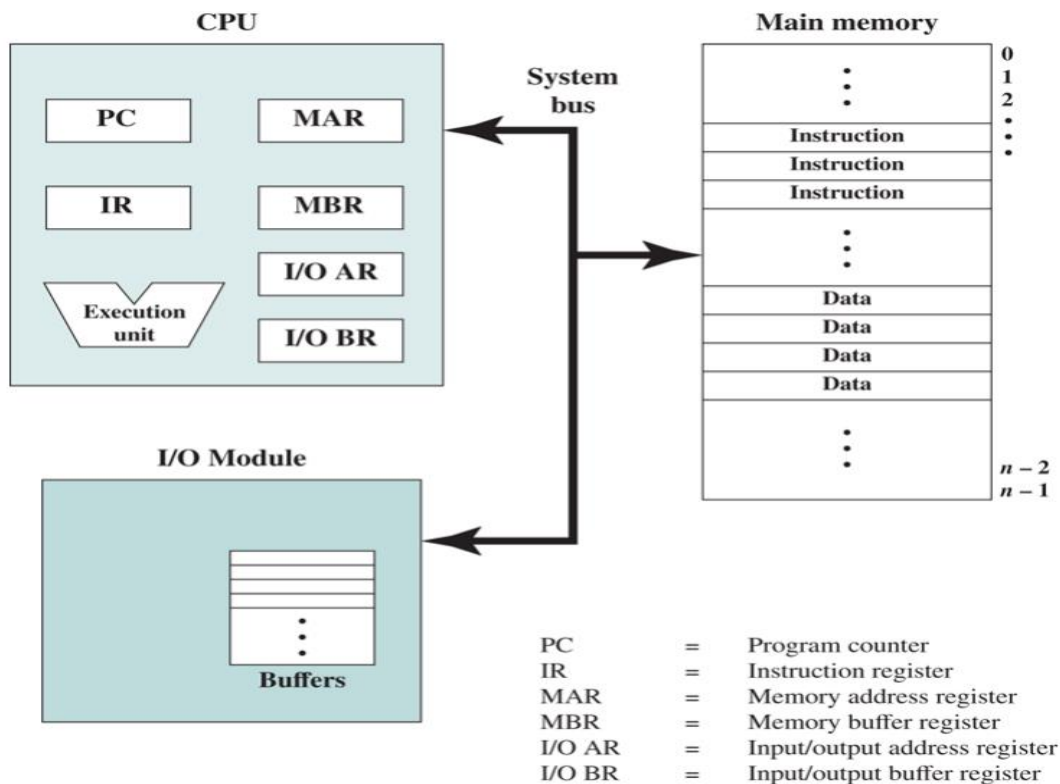 CPU
PC
MAR
IR
MBR
I/O AR
I/O BR
Execution
unit
System
bus
Main memory
0
1
2
Instruction
Instruction
Instruction
Data
Data
Data
Data
n – 2
n – 1
I/O Module
Buffers
PC = Program counter
IR = Instruction register
MAR = Memory address register
MBR = Memory buffer register
I/O AR = Input/output address register
I/O BR = Input/output buffer register